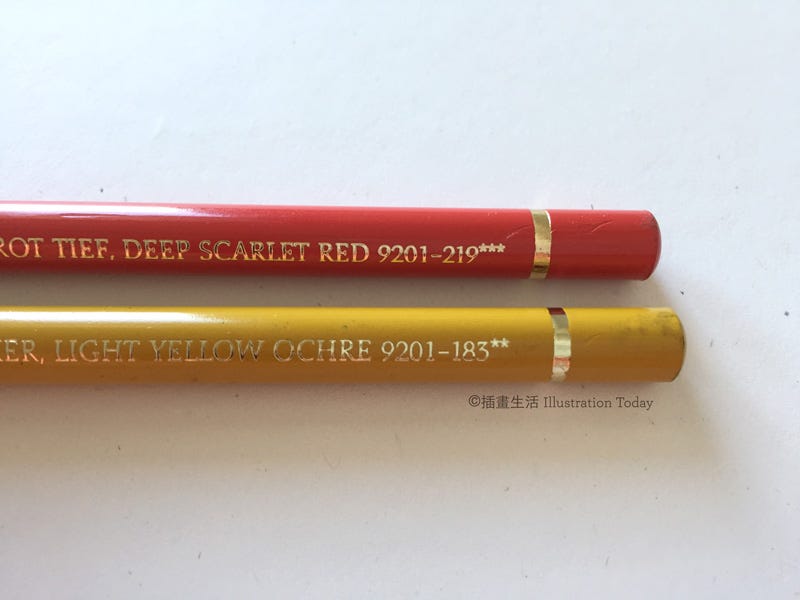 ROT TIEF, DEEP SCARLET RED 9201-219***
ER, LIGHT YELLOW OCHRE 9201-183**
©插畫生活 Illustration Today